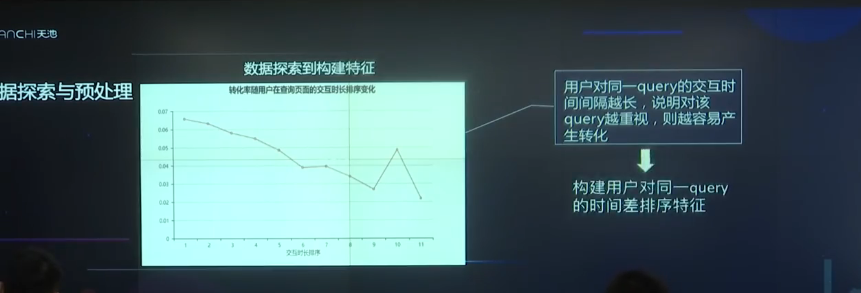 ANCHI天池
据探索与预处理
数据探索到构建特征
转化率随用户在查询页面的交互时长排序变化
0.07
0.06
0.05
0.04
0.03
0.02
0.01
0
1 2 3 4 5 6 7 8 9 10 11
交互时长排序
用户对同一query的交互时
间间隔越长，说明对该
query越重视，则越容易产
生转化
构建用户对同一query
的时间差排序特征